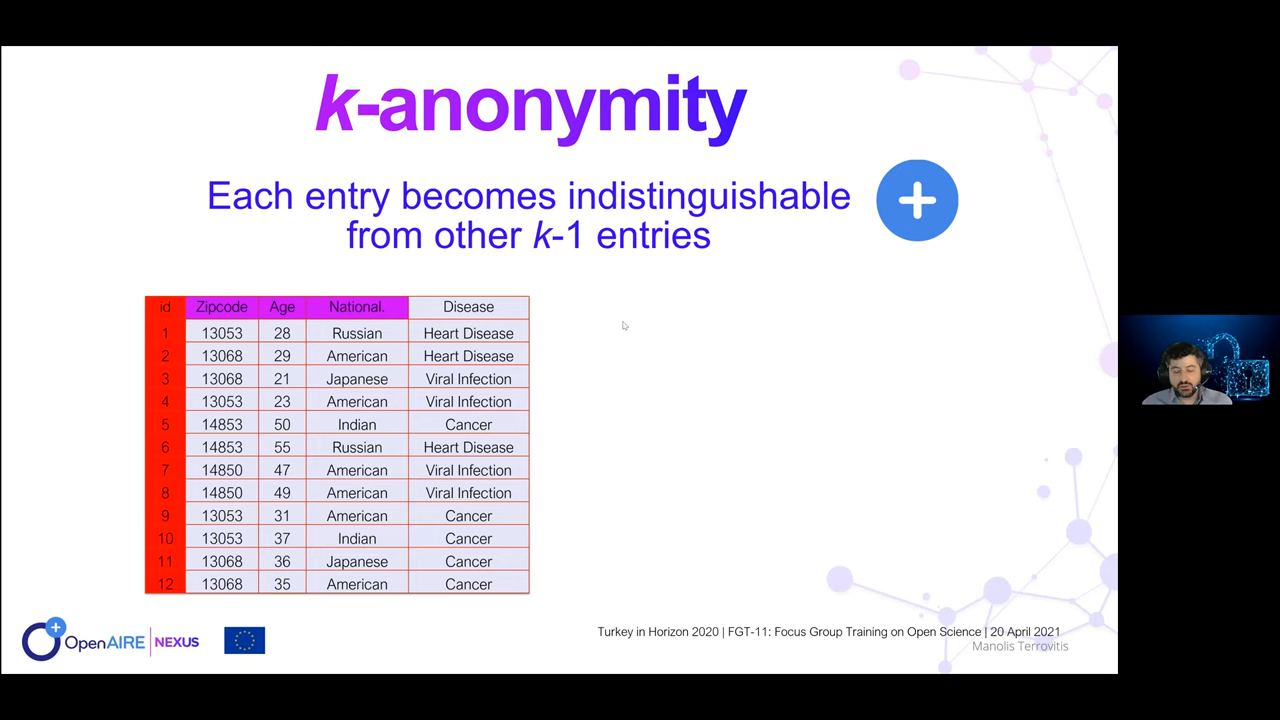 k-anonymity
Each entry becomes indistinguishable
from other k-1 entries
id Zipcode Age National. Disease
1 13053 28 Russian Heart Disease
2 13068 29 American Heart Disease
3 13068 21 Japanese Viral Infection
4 13053 23 American Viral Infection
5 14853 50 Indian Cancer
6 14853 55 Russian Heart Disease
7 14850 47 American Viral Infection
8 14850 49 American Viral Infection
9 13053 31 American Cancer
10 13053 37 Indian Cancer
11 13068 36 Japanese Cancer
12 13068 35 American Cancer
OpenAIRE NEXUS
Turkey in Horizon 2020 | FGT-11: Focus Group Training on Open Science | 20 April 2021
Manolis Terrovitis